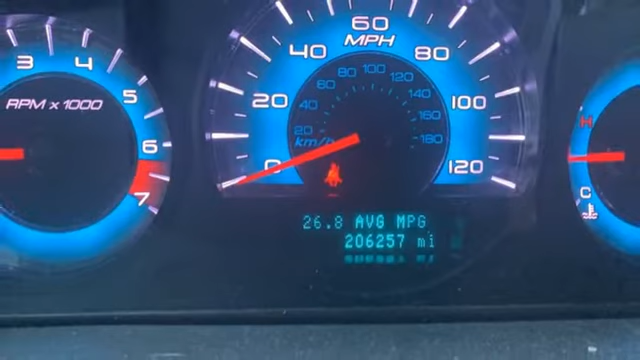 3 4 5 6 7
RPM x 1000
0 20 40 60 80 100 120
MPH
20 40 60 80 100 120 140 160 180
km/h
H
C
26.8 AVG MPG
206257 mi